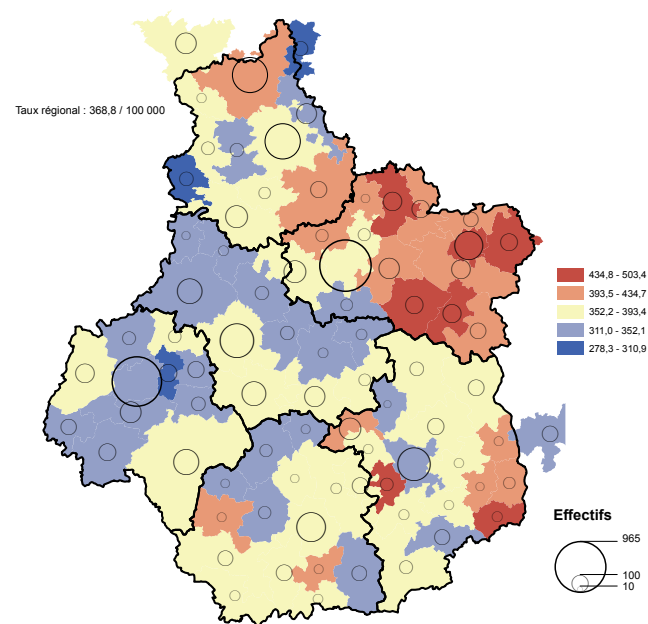 Taux régional : 368,8 / 100 000
434,8 - 503,4
393,5 - 434,7
352,2 - 393,4
311,0 - 352,1
278,3 - 310,9
Effectifs
965
100
10